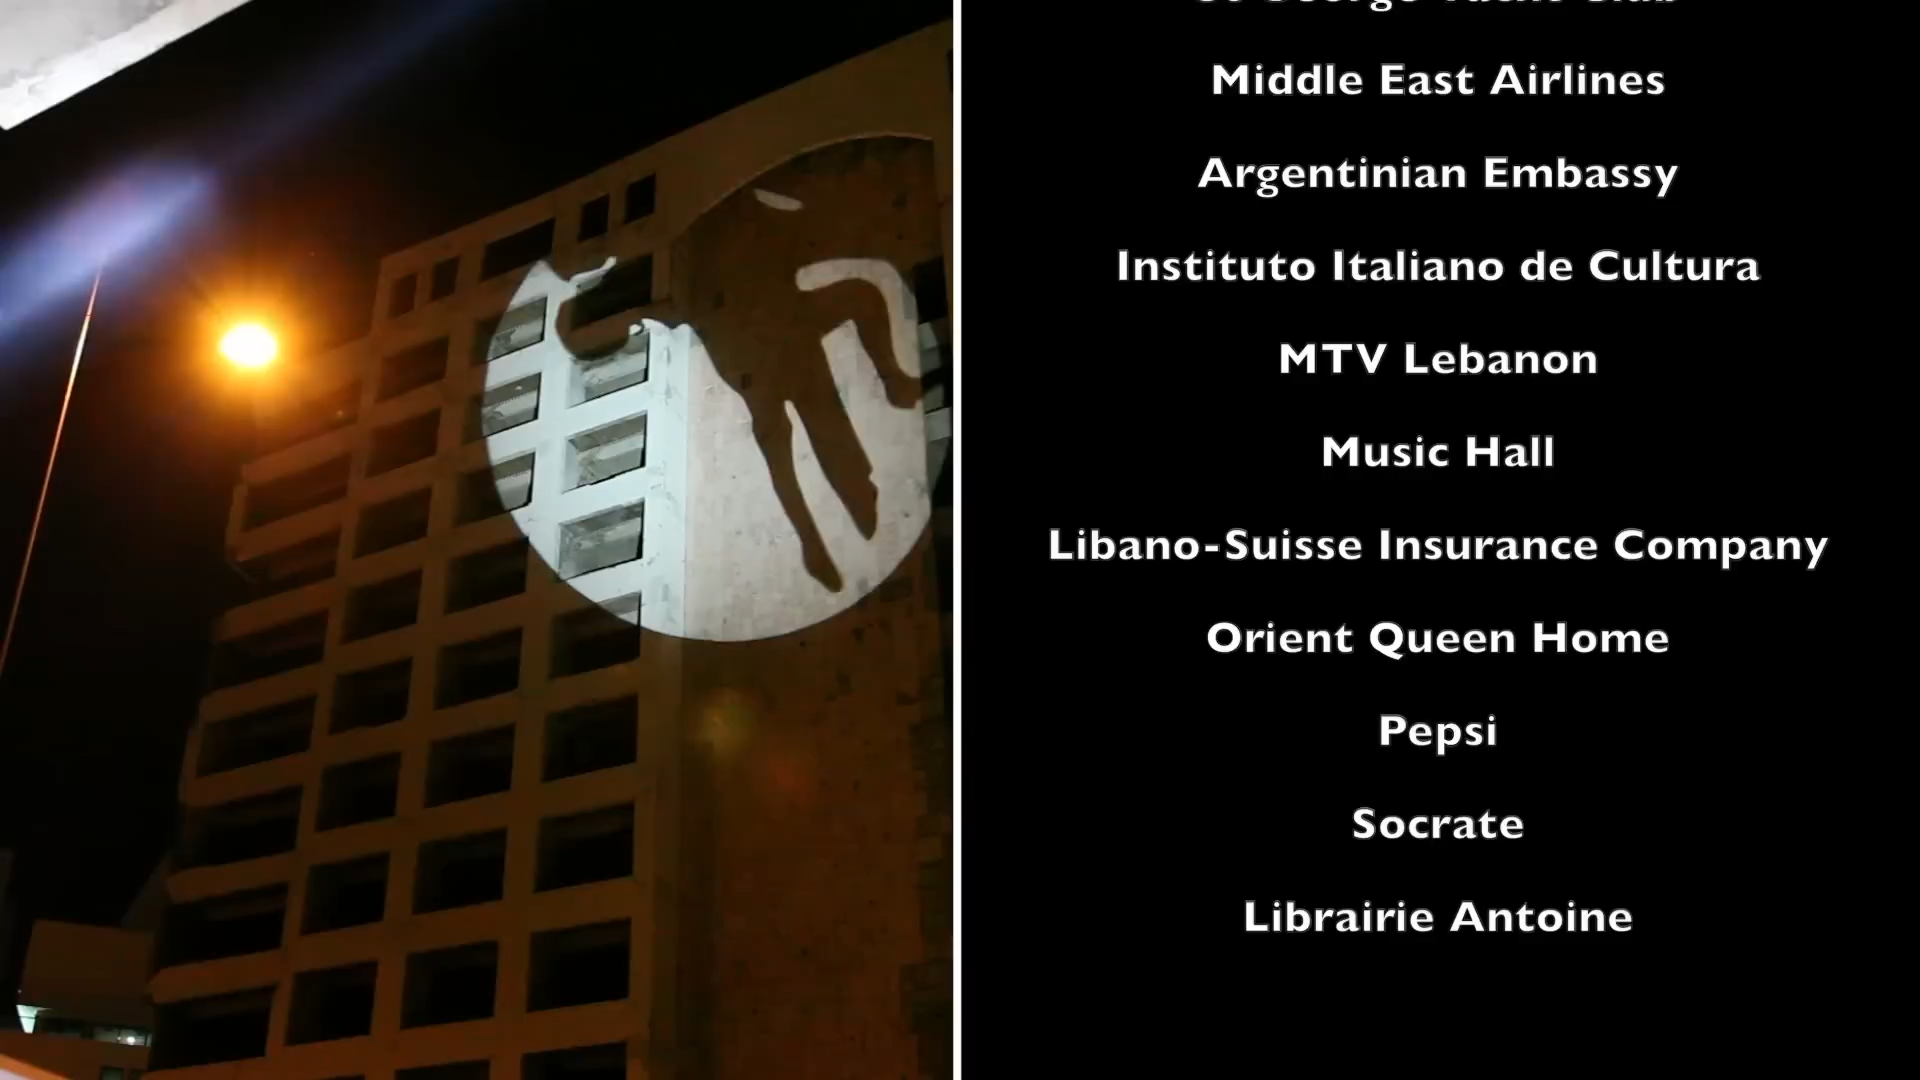 Middle East Airlines
Argentinian Embassy
Instituto Italiano de Cultura
MTV Lebanon
Music Hall
Libano-Suisse Insurance Company
Orient Queen Home
Pepsi
Socrate
Librairie Antoine